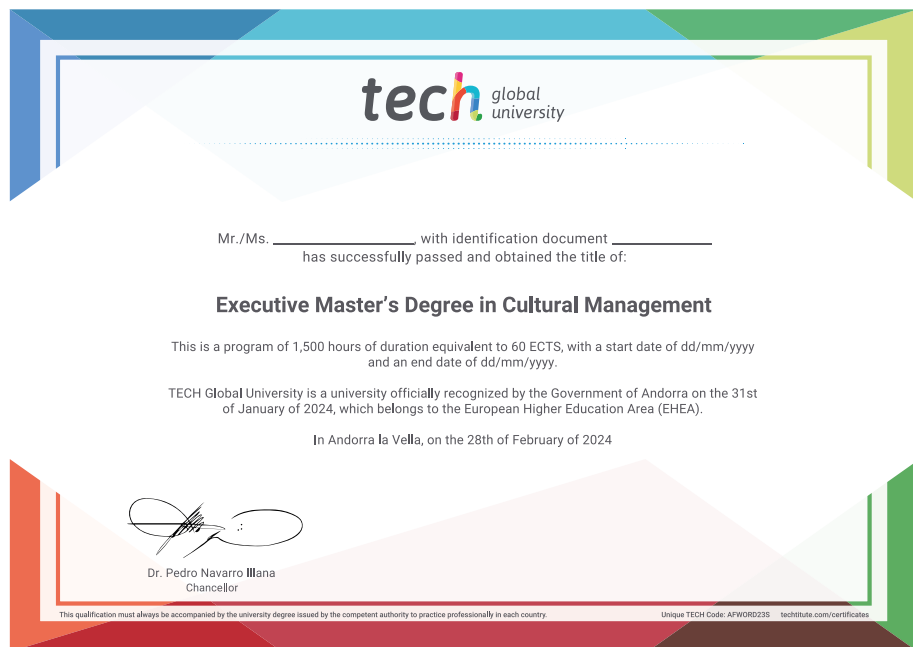 tech global university
Mr./Ms. ____________________, with identification document ______________
has successfully passed and obtained the title of:
Executive Master’s Degree in Cultural Management
This is a program of 1,500 hours of duration equivalent to 60 ECTS, with a start date of dd/mm/yyyy
and an end date of dd/mm/yyyy.
TECH Global University is a university officially recognized by the Government of Andorra on the 31st
of January of 2024, which belongs to the European Higher Education Area (EHEA).
In Andorra la Vella, on the 28th of February of 2024
Dr. Pedro Navarro Illana
Chancellor
This qualification must always be accompanied by the university degree issued by the competent authority to practice professionally in each country. Unique TECH Code: AFWORD23S techtitute.com/certificates